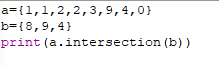 a={1,1,2,2,3,9,4,0}
b={8,9,4}
print(a.intersection(b))